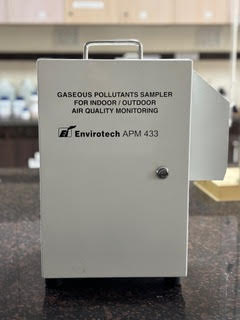 GASEOUS POLLUTANTS SAMPLER
FOR INDOOR / OUTDOOR
AIR QUALITY MONITORING
Envirotech APM 433